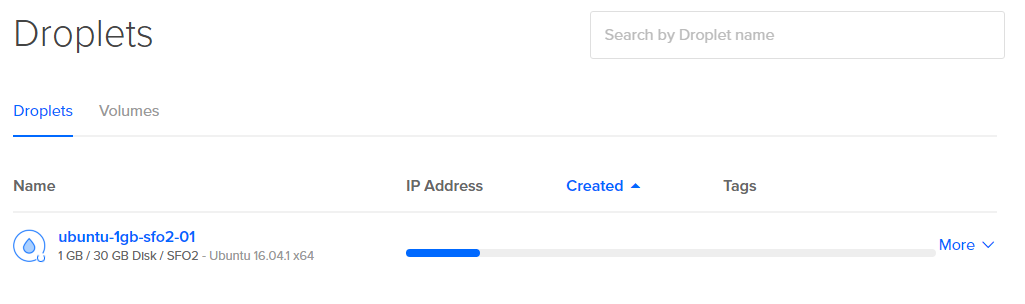 Droplets
Search by Droplet name
Droplets Volumes
Name IP Address Created Tags
ubuntu-1gb-sfo2-01
1 GB / 30 GB Disk / SFO2 - Ubuntu 16.04.1 x64
More